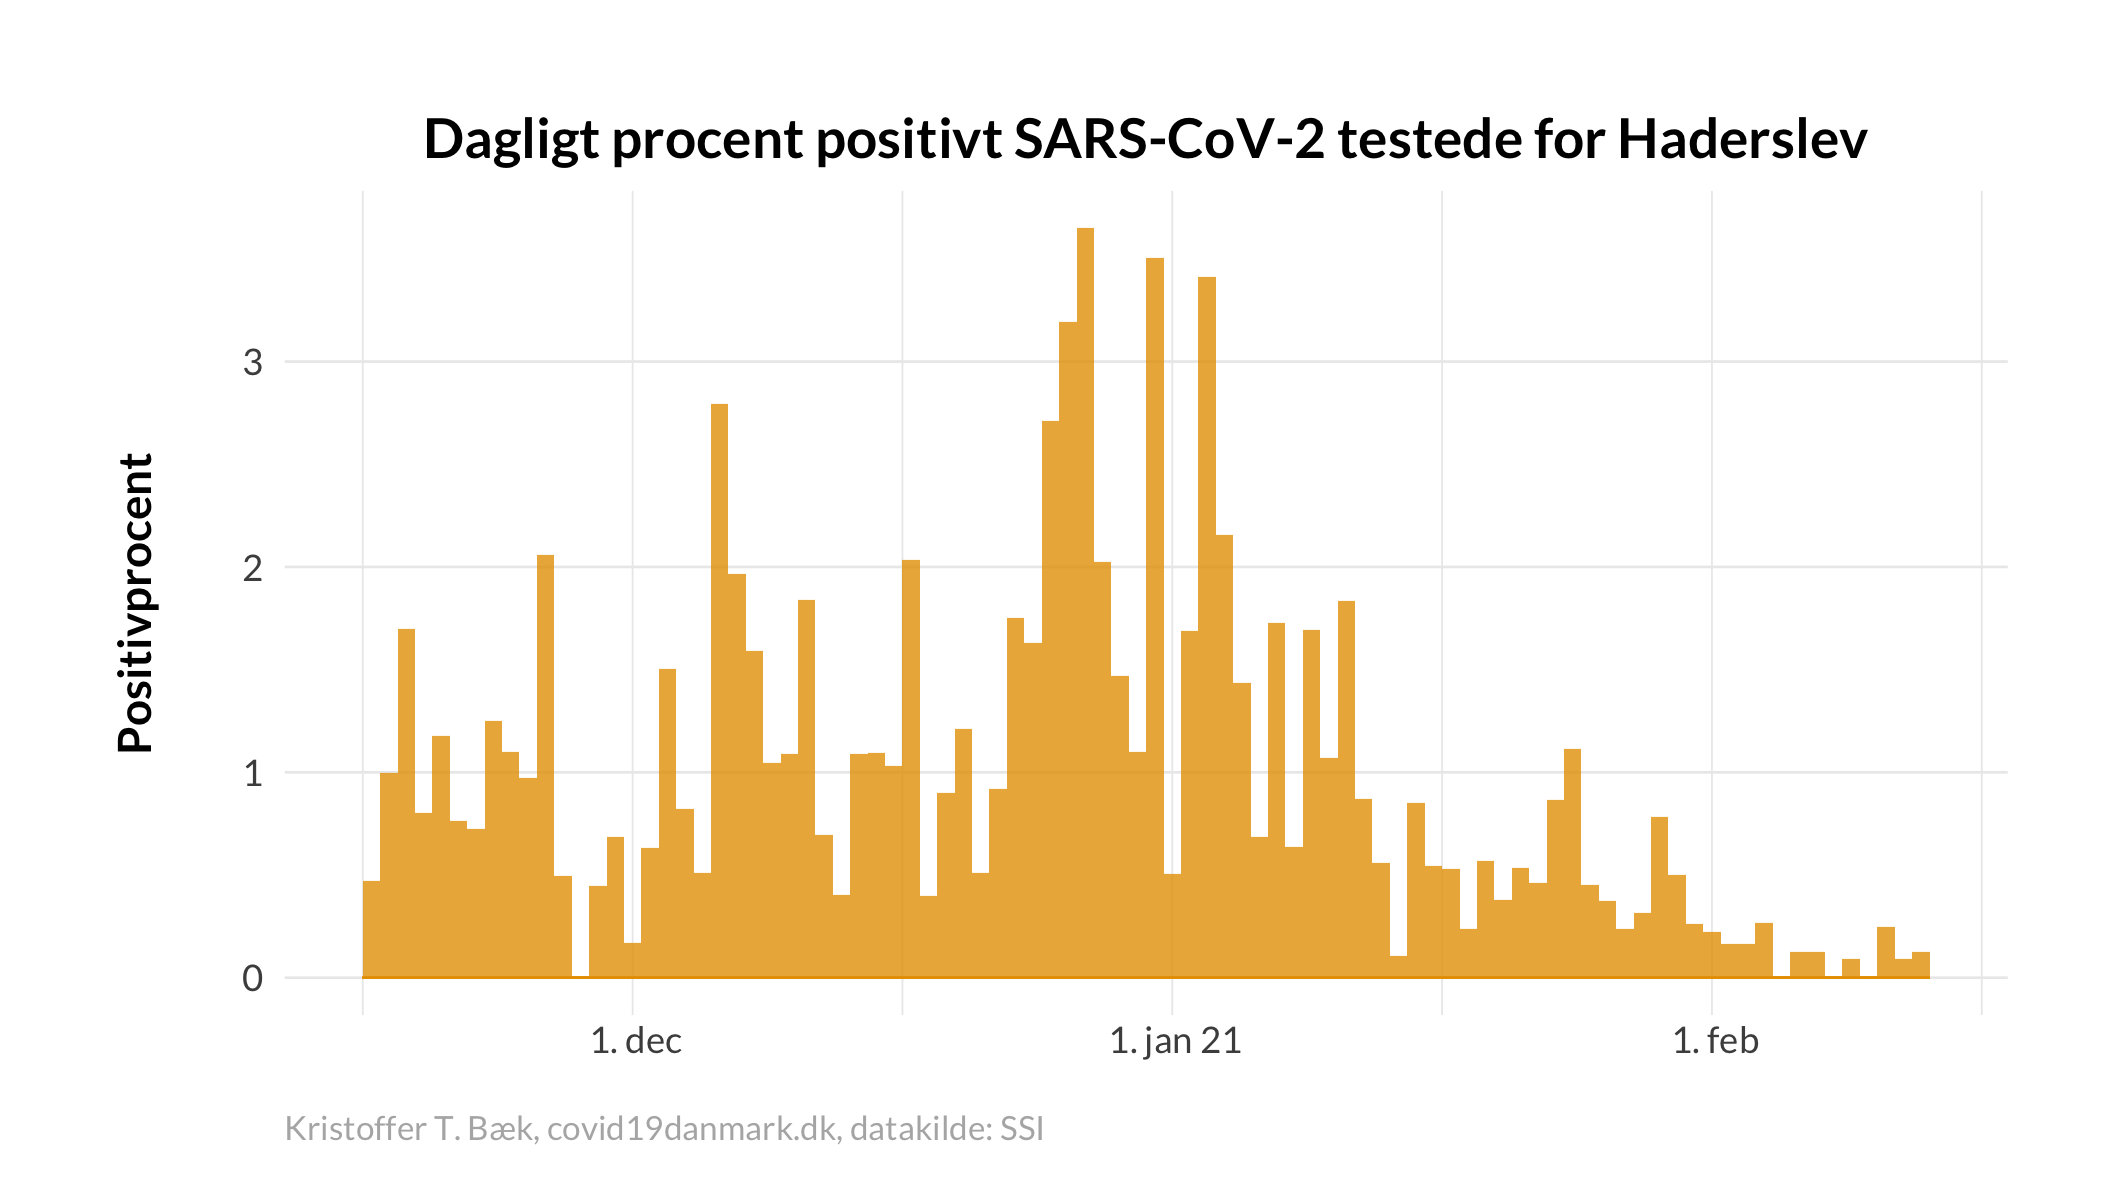 Dagligt procent positivt SARS-CoV-2 testede for Haderslev
Positivprocent
3
2
1
0
1. dec
1. jan 21
1. feb
Kristoffer T. Bæk, covid19danmark.dk, datakilde: SSI